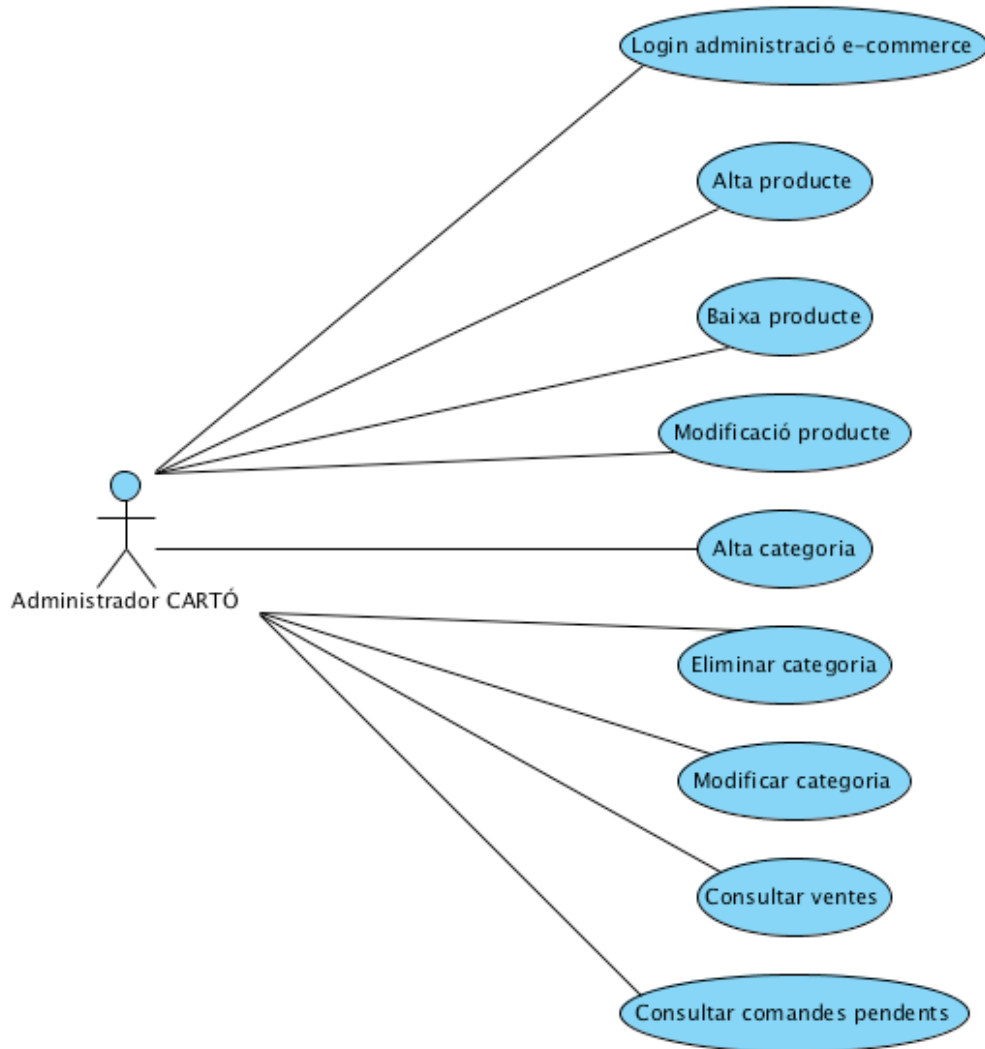 Login administració e-commerce
Alta producte
Baixa producte
Modificació producte
Alta categoria
Administrador CARTÓ
Eliminar categoria
Modificar categoria
Consultar ventes
Consultar comandes pendents